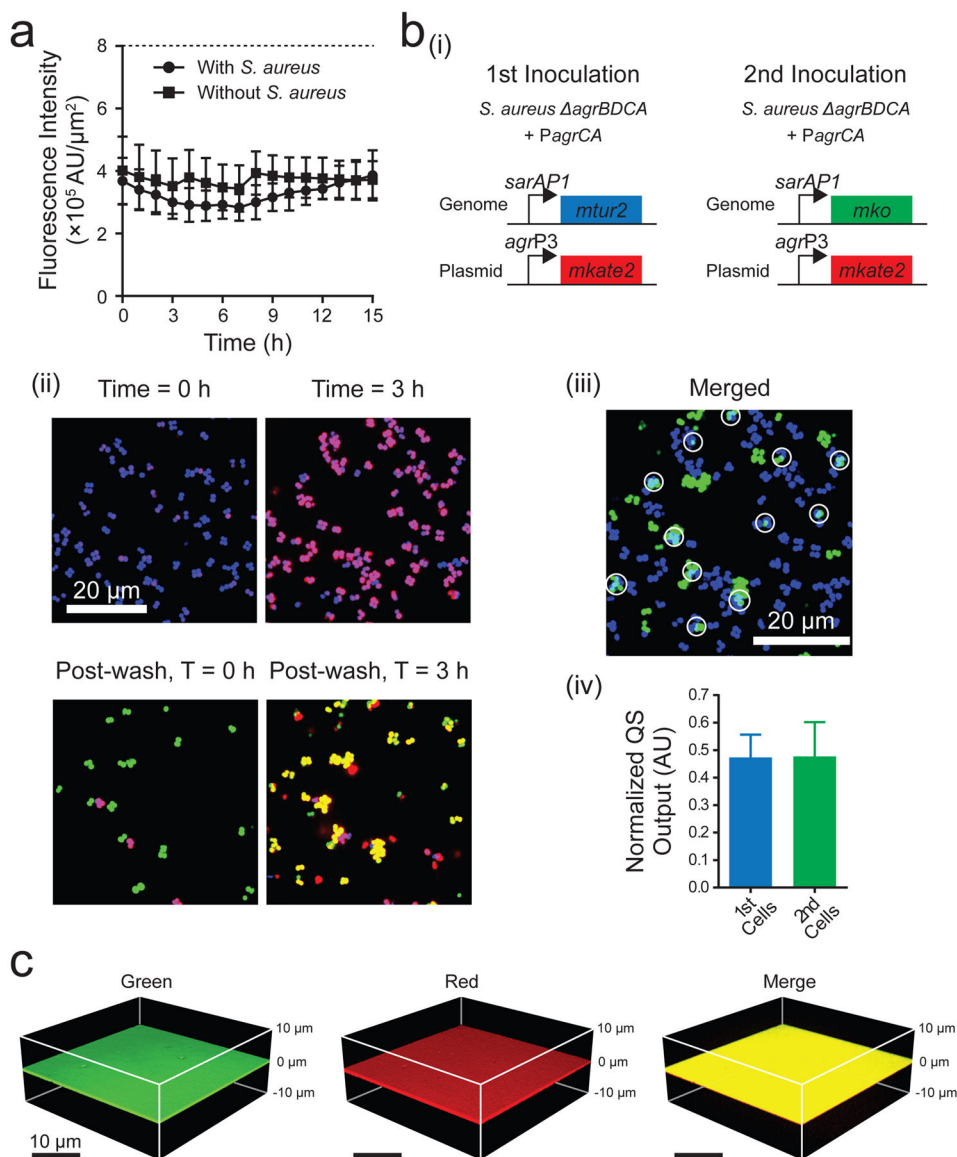 a
Fluorescence Intensity
(×10⁵ AU/µm²)
8
6
4
2
0
With S. aureus
Without S. aureus
0 3 6 9 12 15
Time (h)
b
(i)
1st Inoculation
S. aureus ΔagrBDCA
+ PagrCA
sarAP1
Genome
mtur2
agrP3
Plasmid
mkate2
2nd Inoculation
S. aureus ΔagrBDCA
+ PagrCA
sarAP1
Genome
mko
agrP3
Plasmid
mkate2
(ii)
Time = 0 h
Time = 3 h
20 µm
Post-wash, T = 0 h
Post-wash, T = 3 h
(iii)
Merged
20 µm
(iv)
Normalized QS
Output (AU)
0.7
0.6
0.5
0.4
0.3
0.2
0.1
0.0
1st
Cells
2nd
Cells
c
Green
10 µm
0 µm
-10 µm
10 µm
Red
10 µm
0 µm
-10 µm
Merge
10 µm
0 µm
-10 µm